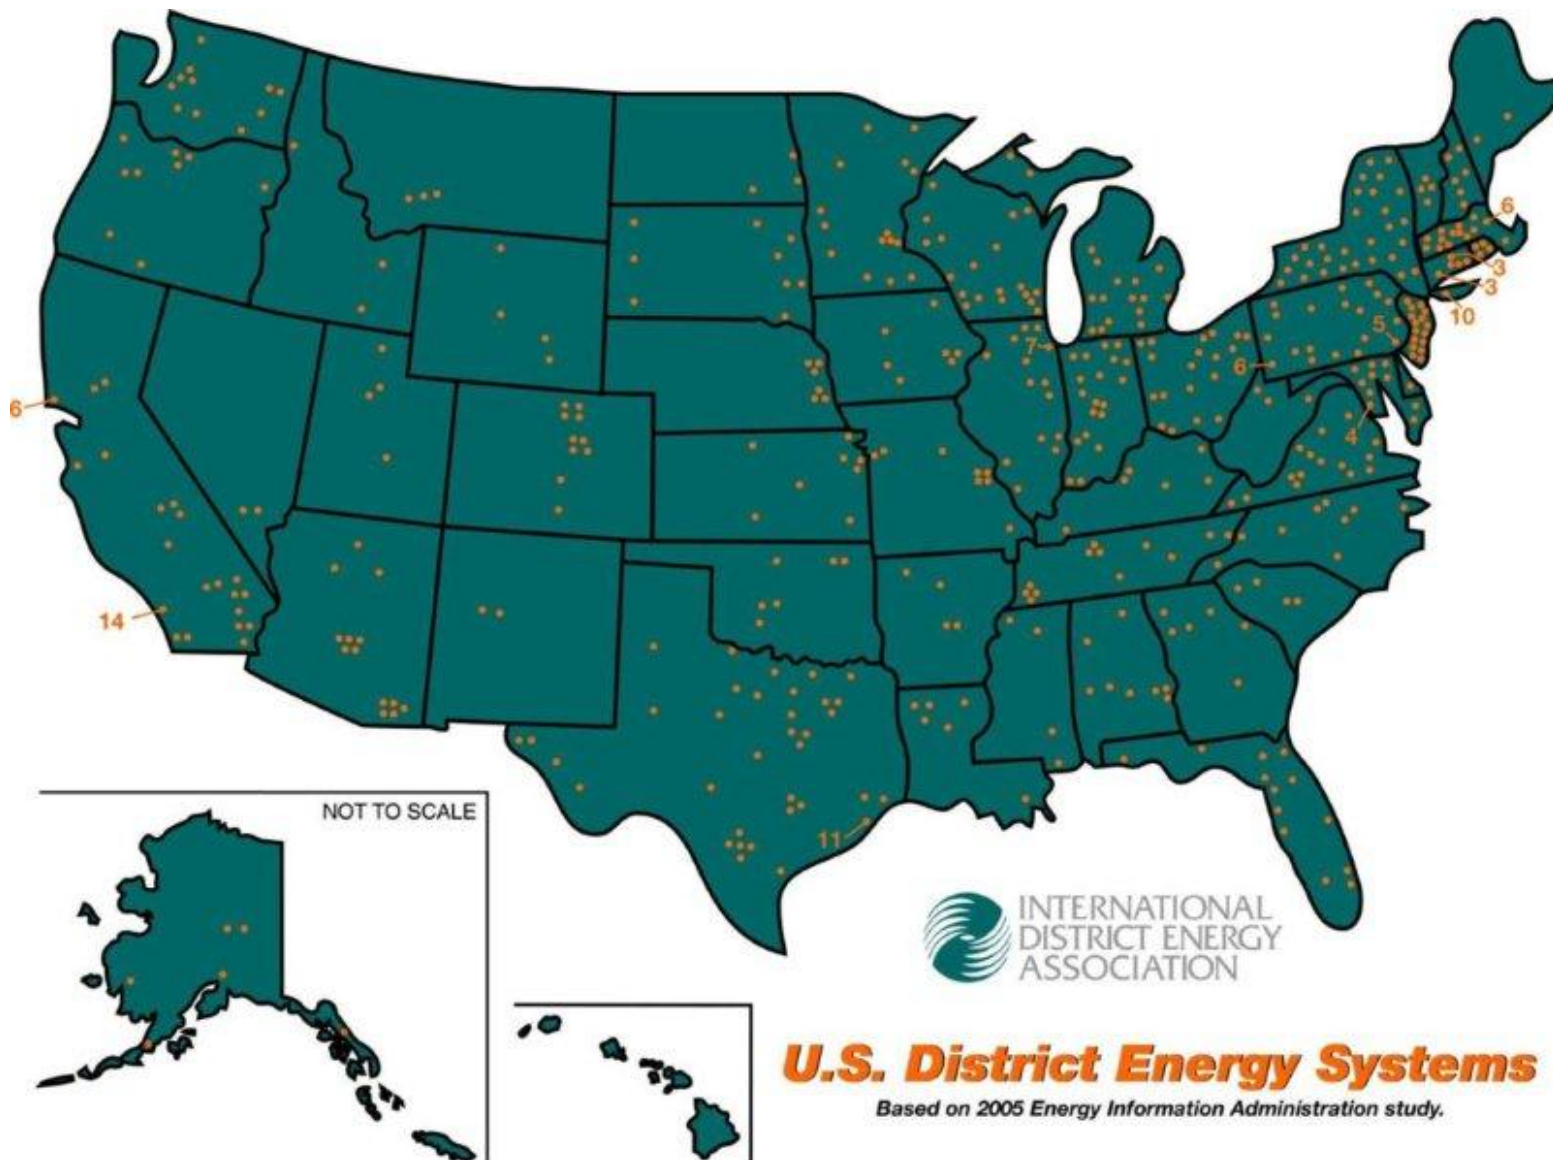 6
3
3
10
5
7
6
6
4
14
11
NOT TO SCALE
INTERNATIONAL
DISTRICT ENERGY
ASSOCIATION
U.S. District Energy Systems
Based on 2005 Energy Information Administration study.